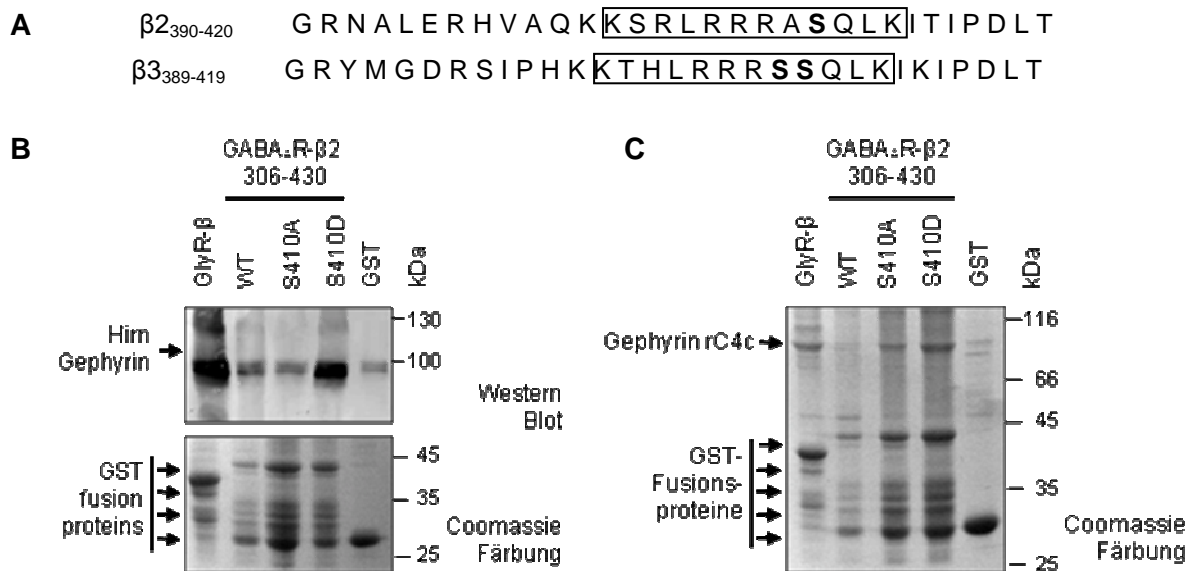 A
β2390-420 G R N A L E R H V A Q K K S R L R R R A S Q L K I T I P D L T
β3389-419 G R Y M G D R S I P H K K T H L R R R S S Q L K I K I P D L T
B
GABAAR-β2
306-430
GlyR-β
WT
S410A
S410D
GST
kDa
Hirn
Gephyrin
130
100
Western
Blot
GST
fusion
proteins
45
35
25
Coomassie
Färbung
C
GABAAR-β2
306-430
GlyR-β
WT
S410A
S410D
GST
kDa
Gephyrin rC4c
116
66
45
35
25
GST-
Fusions-
proteine
Coomassie
Färbung